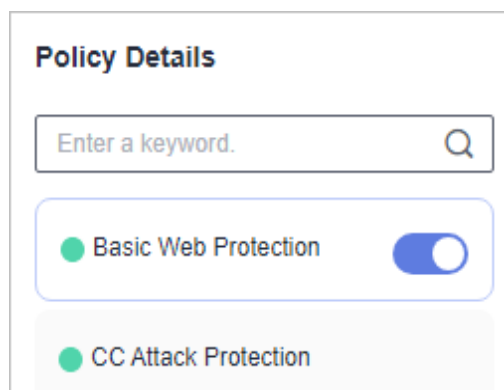 Policy Details
Enter a keyword.
Basic Web Protection
CC Attack Protection